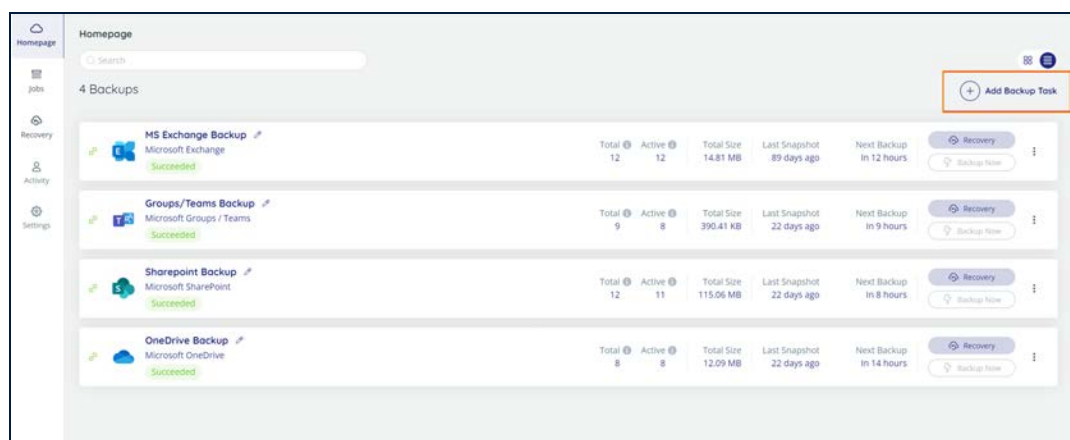 Homepage
Homepage
Jobs
Recovery
Activity
Settings
Search
4 Backups
Add Backup Task
MS Exchange Backup
Microsoft Exchange
Succeeded
Total Active Total Size Last Snapshot Next Backup
12 12 14.81 MB 89 days ago In 12 hours
Recovery
Backup Now
Groups/Teams Backup
Microsoft Groups / Teams
Succeeded
Total Active Total Size Last Snapshot Next Backup
9 8 390.41 KB 22 days ago In 9 hours
Recovery
Backup Now
Sharepoint Backup
Microsoft SharePoint
Succeeded
Total Active Total Size Last Snapshot Next Backup
12 11 115.06 MB 22 days ago In 8 hours
Recovery
Backup Now
OneDrive Backup
Microsoft OneDrive
Succeeded
Total Active Total Size Last Snapshot Next Backup
8 8 12.09 MB 22 days ago In 14 hours
Recovery
Backup Now